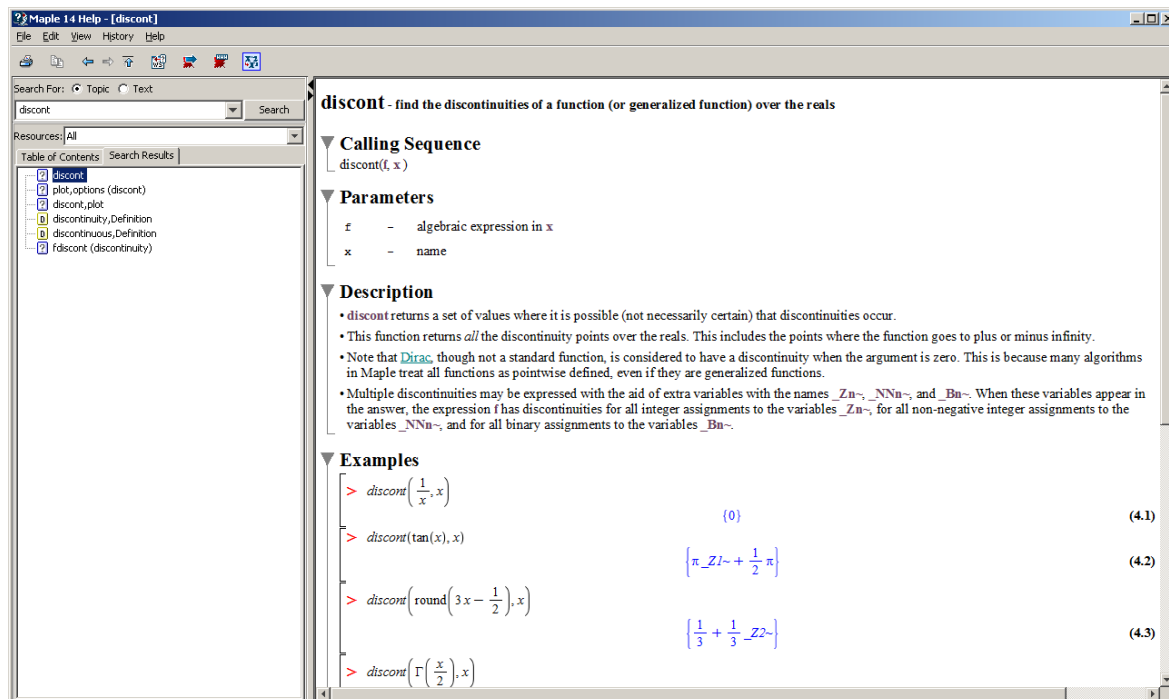 Maple 14 Help - [discont]
File Edit View History Help
Search For: Topic Text
discont Search
Resources: All
Table of Contents Search Results
discont
plot,options (discont)
discont,plot
discontinuity,Definition
discontinuous,Definition
fdiscont (discontinuity)
discont - find the discontinuities of a function (or generalized function) over the reals
Calling Sequence
discont(f, x )
Parameters
f - algebraic expression in x
x - name
Description
• discont returns a set of values where it is possible (not necessarily certain) that discontinuities occur.
• This function returns all the discontinuity points over the reals. This includes the points where the function goes to plus or minus infinity.
• Note that Dirac, though not a standard function, is considered to have a discontinuity when the argument is zero. This is because many algorithms
in Maple treat all functions as pointwise defined, even if they are generalized functions.
• Multiple discontinuities may be expressed with the aid of extra variables with the names _Zn~, _NNn~, and _Bn~. When these variables appear in
the answer, the expression f has discontinuities for all integer assignments to the variables _Zn~, for all non-negative integer assignments to the
variables _NNn~, and for all binary assignments to the variables _Bn~.
Examples
> discont(1/x, x)
{0} (4.1)
> discont(tan(x), x)
{π _Z1~ + 1/2 π} (4.2)
> discont(round(3 x − 1/2), x)
{1/3 + 1/3 _Z2~} (4.3)
> discont(Γ(x/2), x)